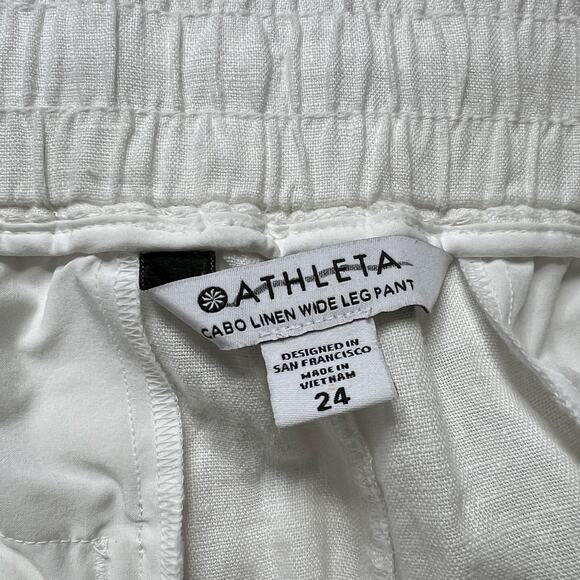 ATHLETA
CABO LINEN WIDE LEG PANT
DESIGNED IN
SAN FRANCISCO
MADE IN
VIETNAM
24